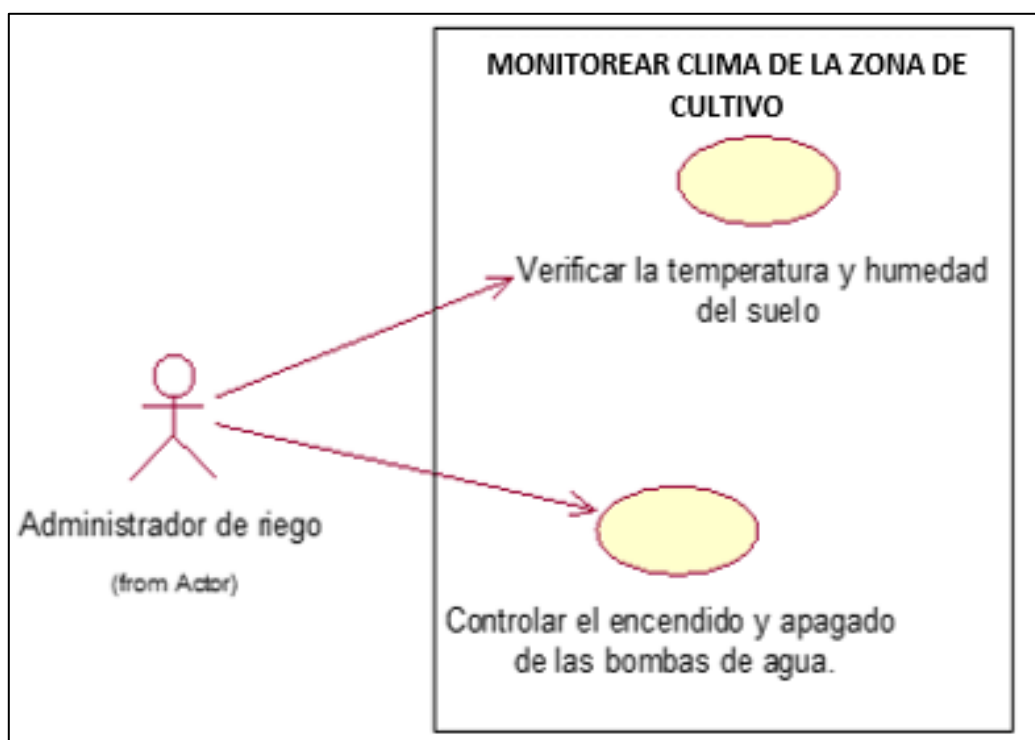 MONITOREAR CLIMA DE LA ZONA DE
CULTIVO
Verificar la temperatura y humedad
del suelo
Administrador de riego
(from Actor)
Controlar el encendido y apagado
de las bombas de agua.